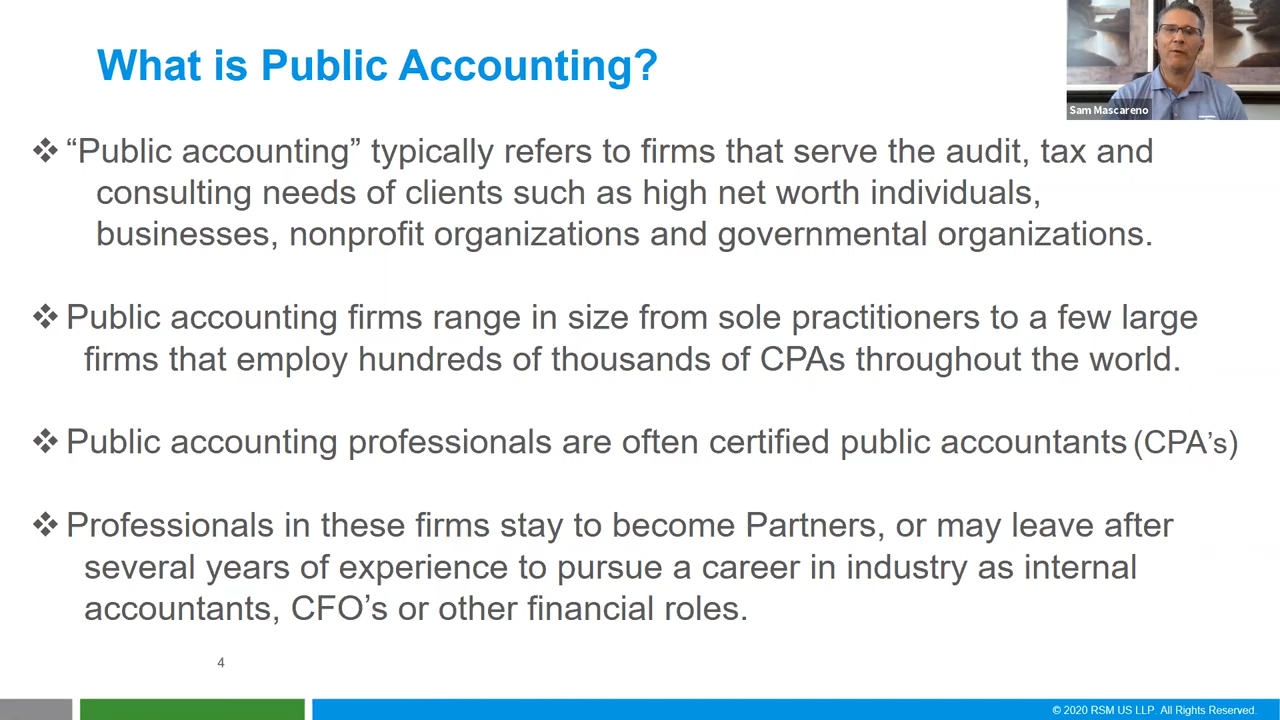 What is Public Accounting?
Sam Mascareno
❖ “Public accounting” typically refers to firms that serve the audit, tax and
consulting needs of clients such as high net worth individuals,
businesses, nonprofit organizations and governmental organizations.
❖ Public accounting firms range in size from sole practitioners to a few large
firms that employ hundreds of thousands of CPAs throughout the world.
❖ Public accounting professionals are often certified public accountants (CPA’s)
❖ Professionals in these firms stay to become Partners, or may leave after
several years of experience to pursue a career in industry as internal
accountants, CFO’s or other financial roles.
4
© 2020 RSM US LLP. All Rights Reserved.